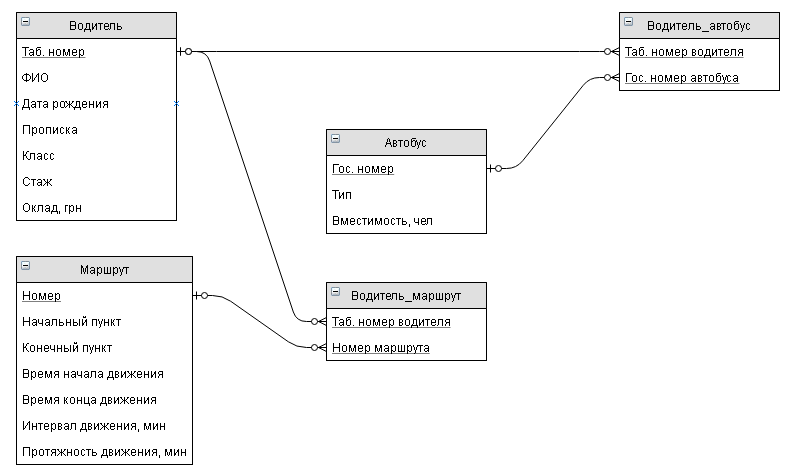 Водитель
Таб. номер
ФИО
Дата рождения
Прописка
Класс
Стаж
Оклад, грн
Водитель_автобус
Таб. номер водителя
Гос. номер автобуса
Автобус
Гос. номер
Тип
Вместимость, чел
Маршрут
Номер
Начальный пункт
Конечный пункт
Время начала движения
Время конца движения
Интервал движения, мин
Протяжность движения, мин
Водитель_маршрут
Таб. номер водителя
Номер маршрута